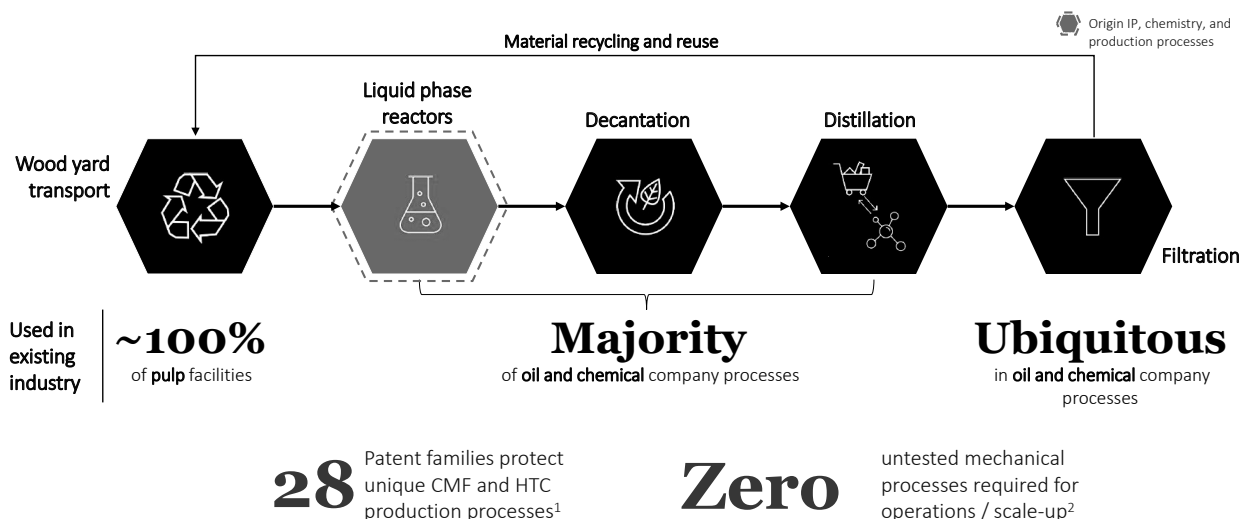 Origin IP, chemistry, and
production processes
Material recycling and reuse
Liquid phase
reactors
Decantation
Distillation
Wood yard
transport
Filtration
Used in
existing
industry
~100%
of pulp facilities
Majority
of oil and chemical company processes
Ubiquitous
in oil and chemical company
processes
28
Patent families protect
unique CMF and HTC
production processes¹
Zero
untested mechanical
processes required for
operations / scale-up²